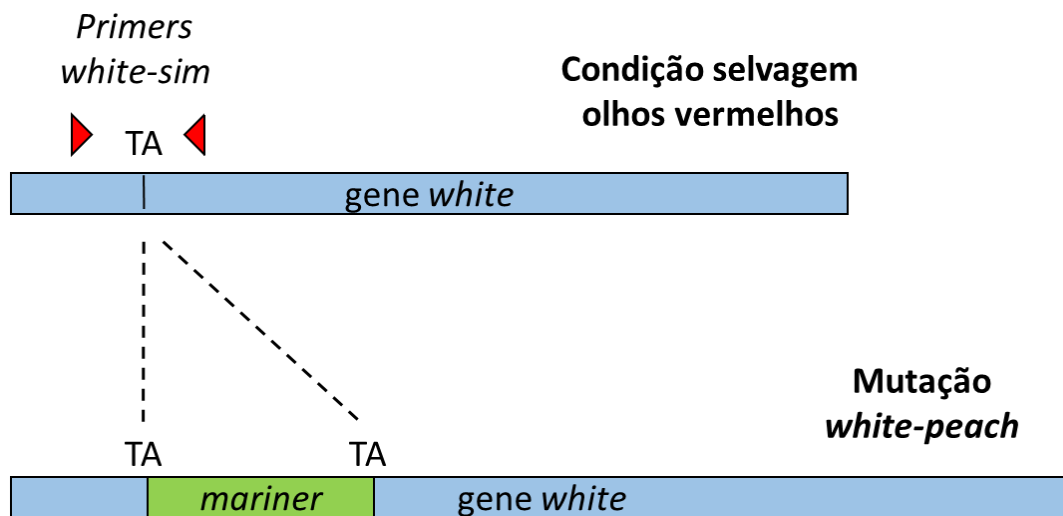 Primers
white-sim
Condição selvagem
olhos vermelhos
TA
gene white
Mutação
white-peach
TA TA
mariner gene white